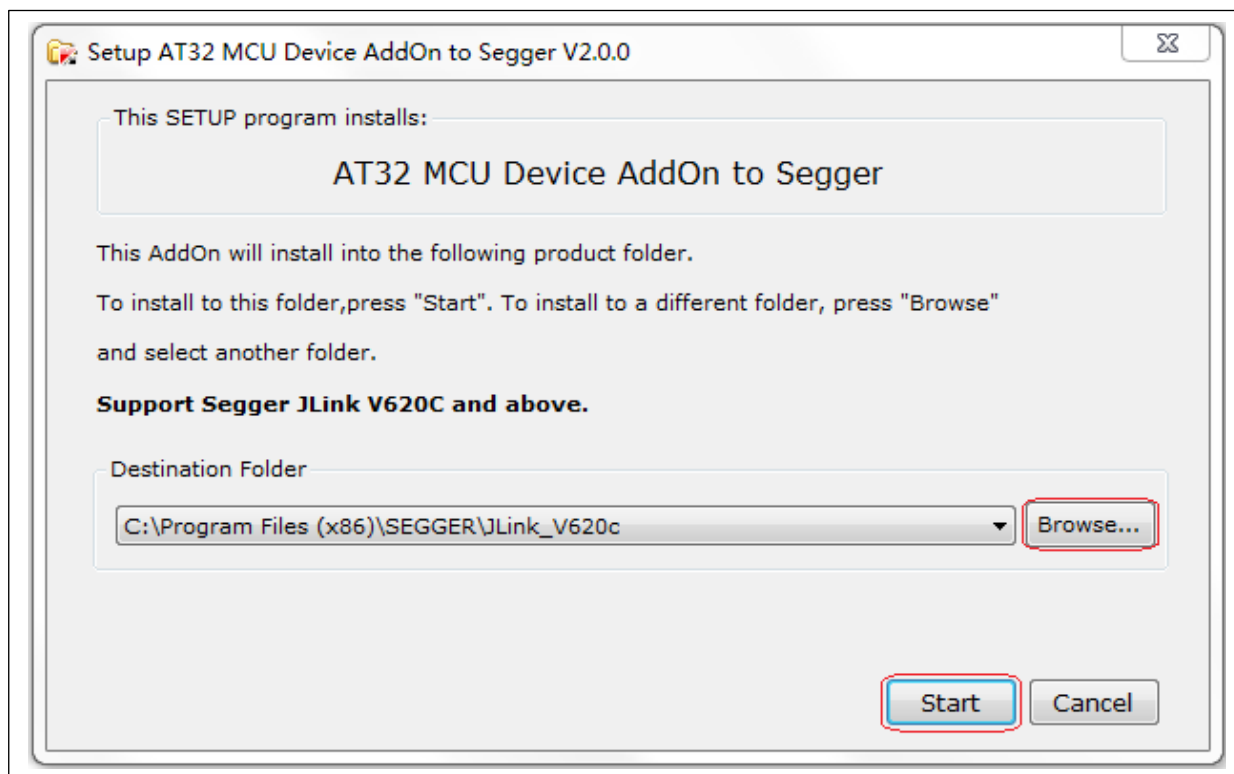 Setup AT32 MCU Device AddOn to Segger V2.0.0
This SETUP program installs:
AT32 MCU Device AddOn to Segger
This AddOn will install into the following product folder.
To install to this folder,press "Start". To install to a different folder, press "Browse"
and select another folder.
Support Segger JLink V620C and above.
Destination Folder
C:\Program Files (x86)\SEGGER\JLink_V620c
Browse...
Start
Cancel